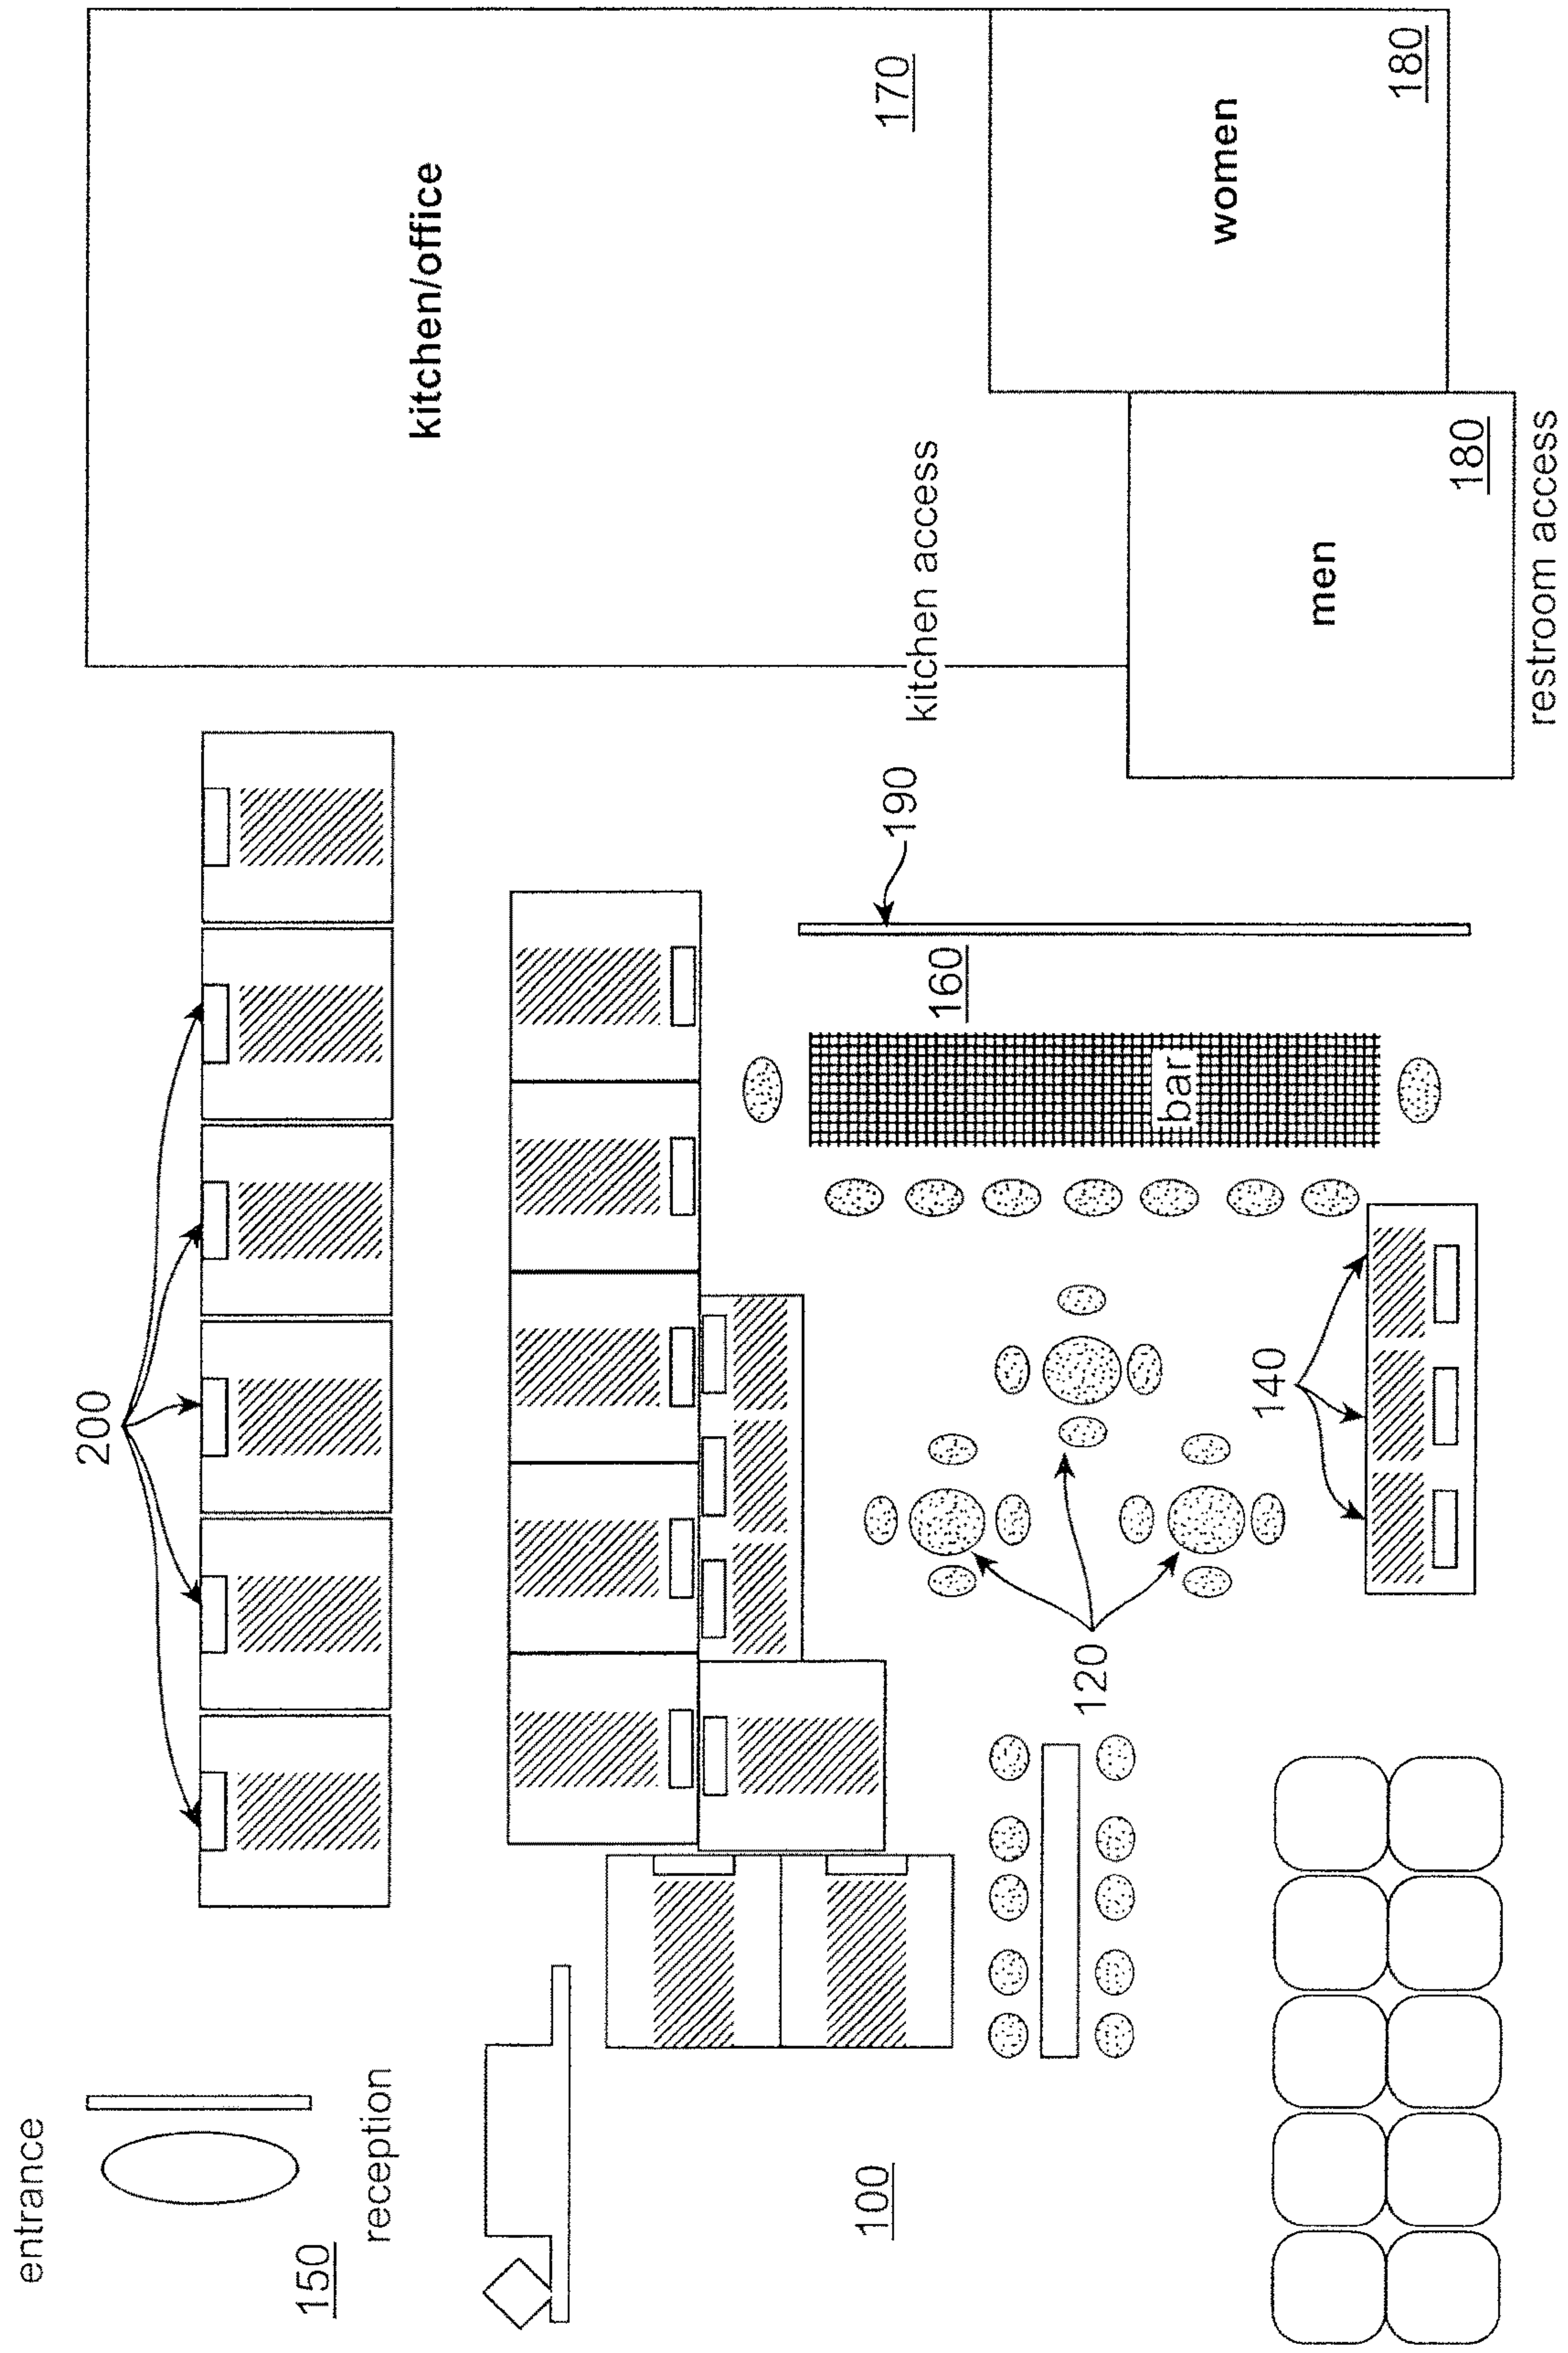 entrance
150
reception
200
100
kitchen/office
170
kitchen access
women
180
men
180
restroom access
190
160
bar
120
140